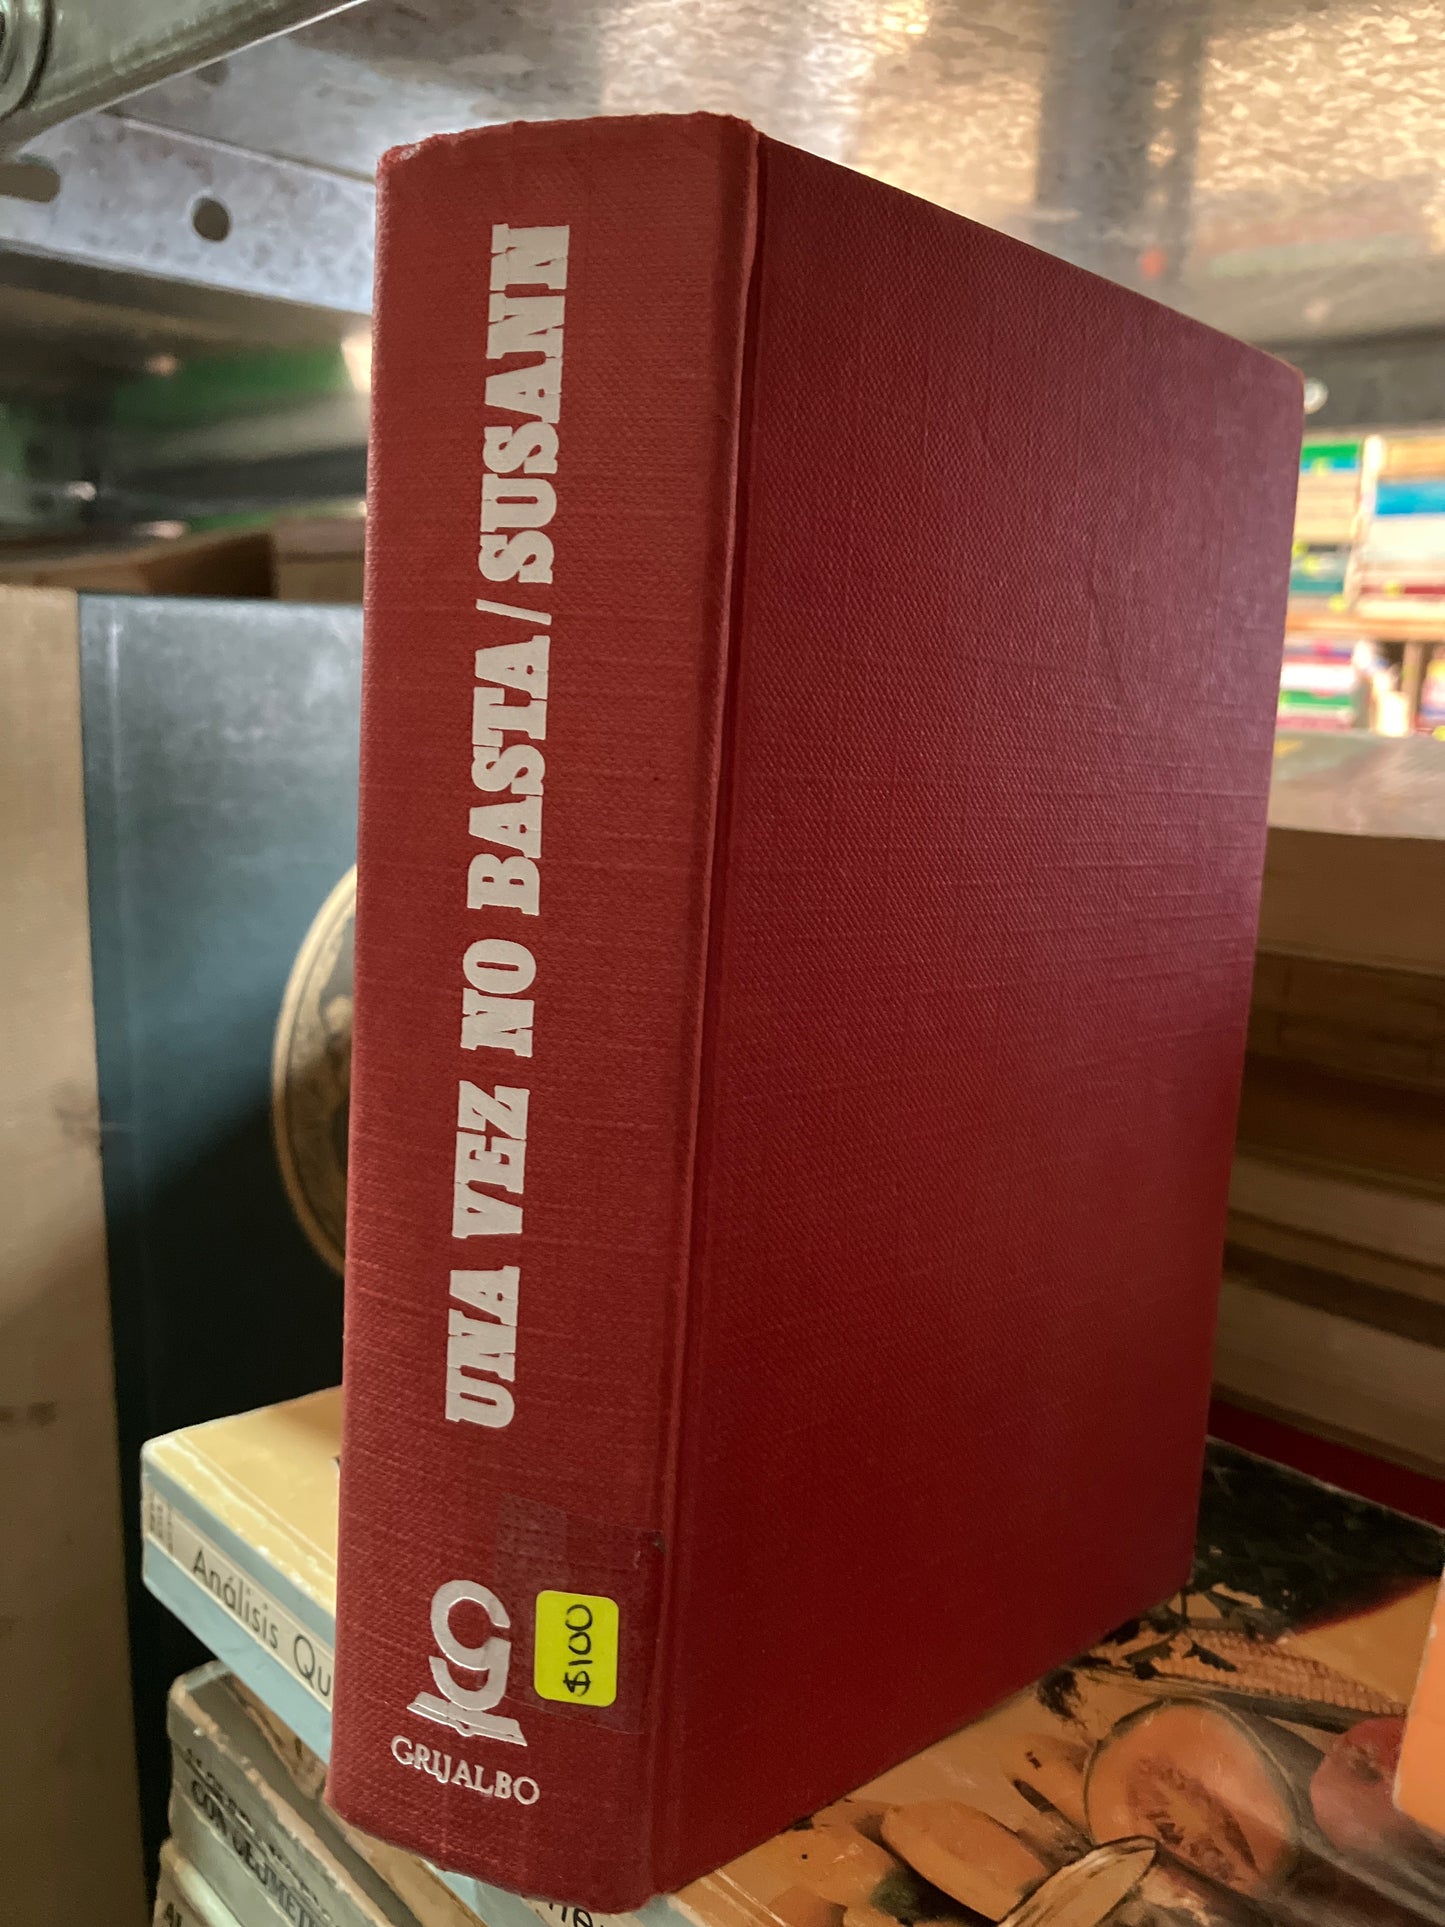 UNA VEZ NO BASTA / SUSANN
$100
GRIJALBO
Análisis Qu